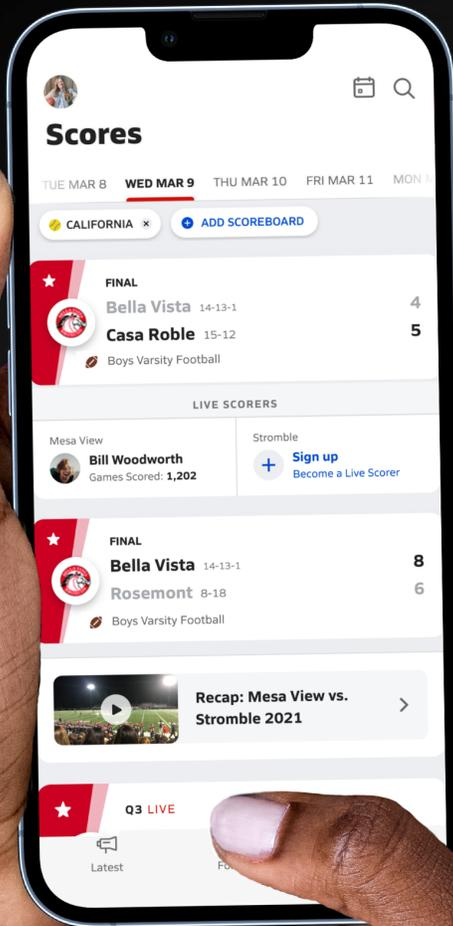 Scores
TUE MAR 8 WED MAR 9 THU MAR 10 FRI MAR 11 MON
CALIFORNIA × ADD SCOREBOARD
FINAL
Bella Vista 14-13-1 4
Casa Roble 15-12 5
Boys Varsity Football
LIVE SCORERS
Mesa View
Bill Woodworth
Games Scored: 1,202
Stromble
Sign up
Become a Live Scorer
FINAL
Bella Vista 14-13-1 8
Rosemont 8-18 6
Boys Varsity Football
Recap: Mesa View vs.
Stromble 2021
Q3 LIVE
Latest